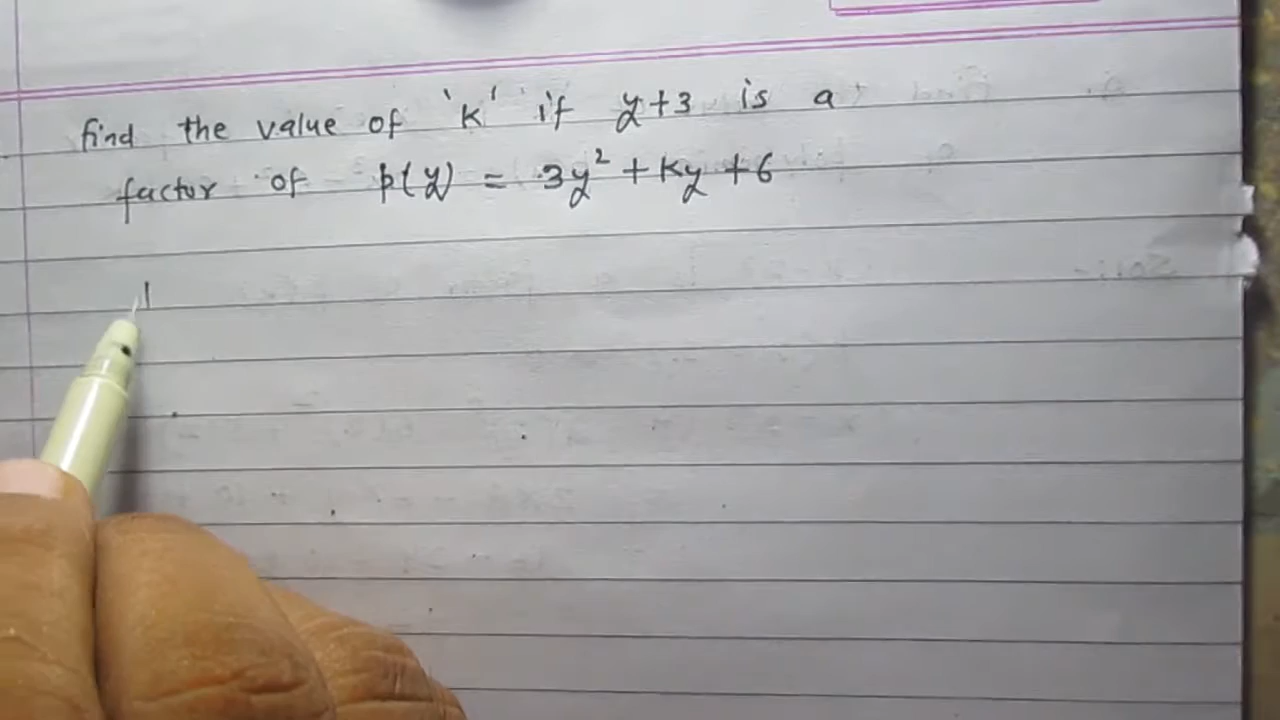 find the value of 'k' if y+3 is a
factor of p(y) = 3y² + ky + 6